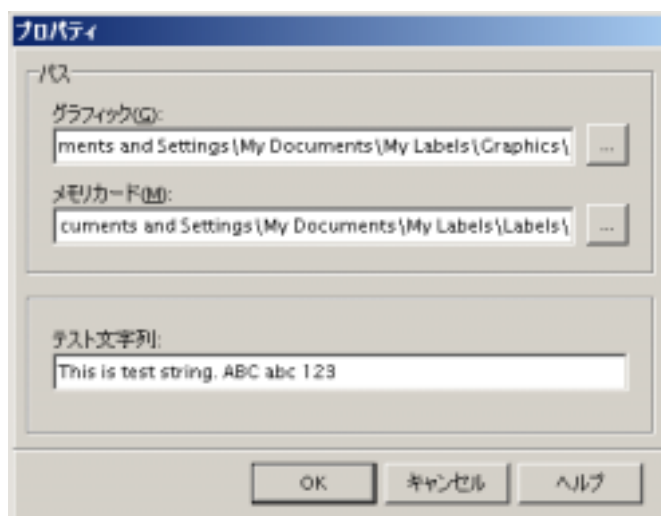 プロパティ
パス
グラフィック(G):
ments and Settings\My Documents\My Labels\Graphics\
...
メモリカード(M):
cuments and Settings\My Documents\My Labels\Labels\
...
テスト文字列:
This is test string. ABC abc 123
OK
キャンセル
ヘルプ